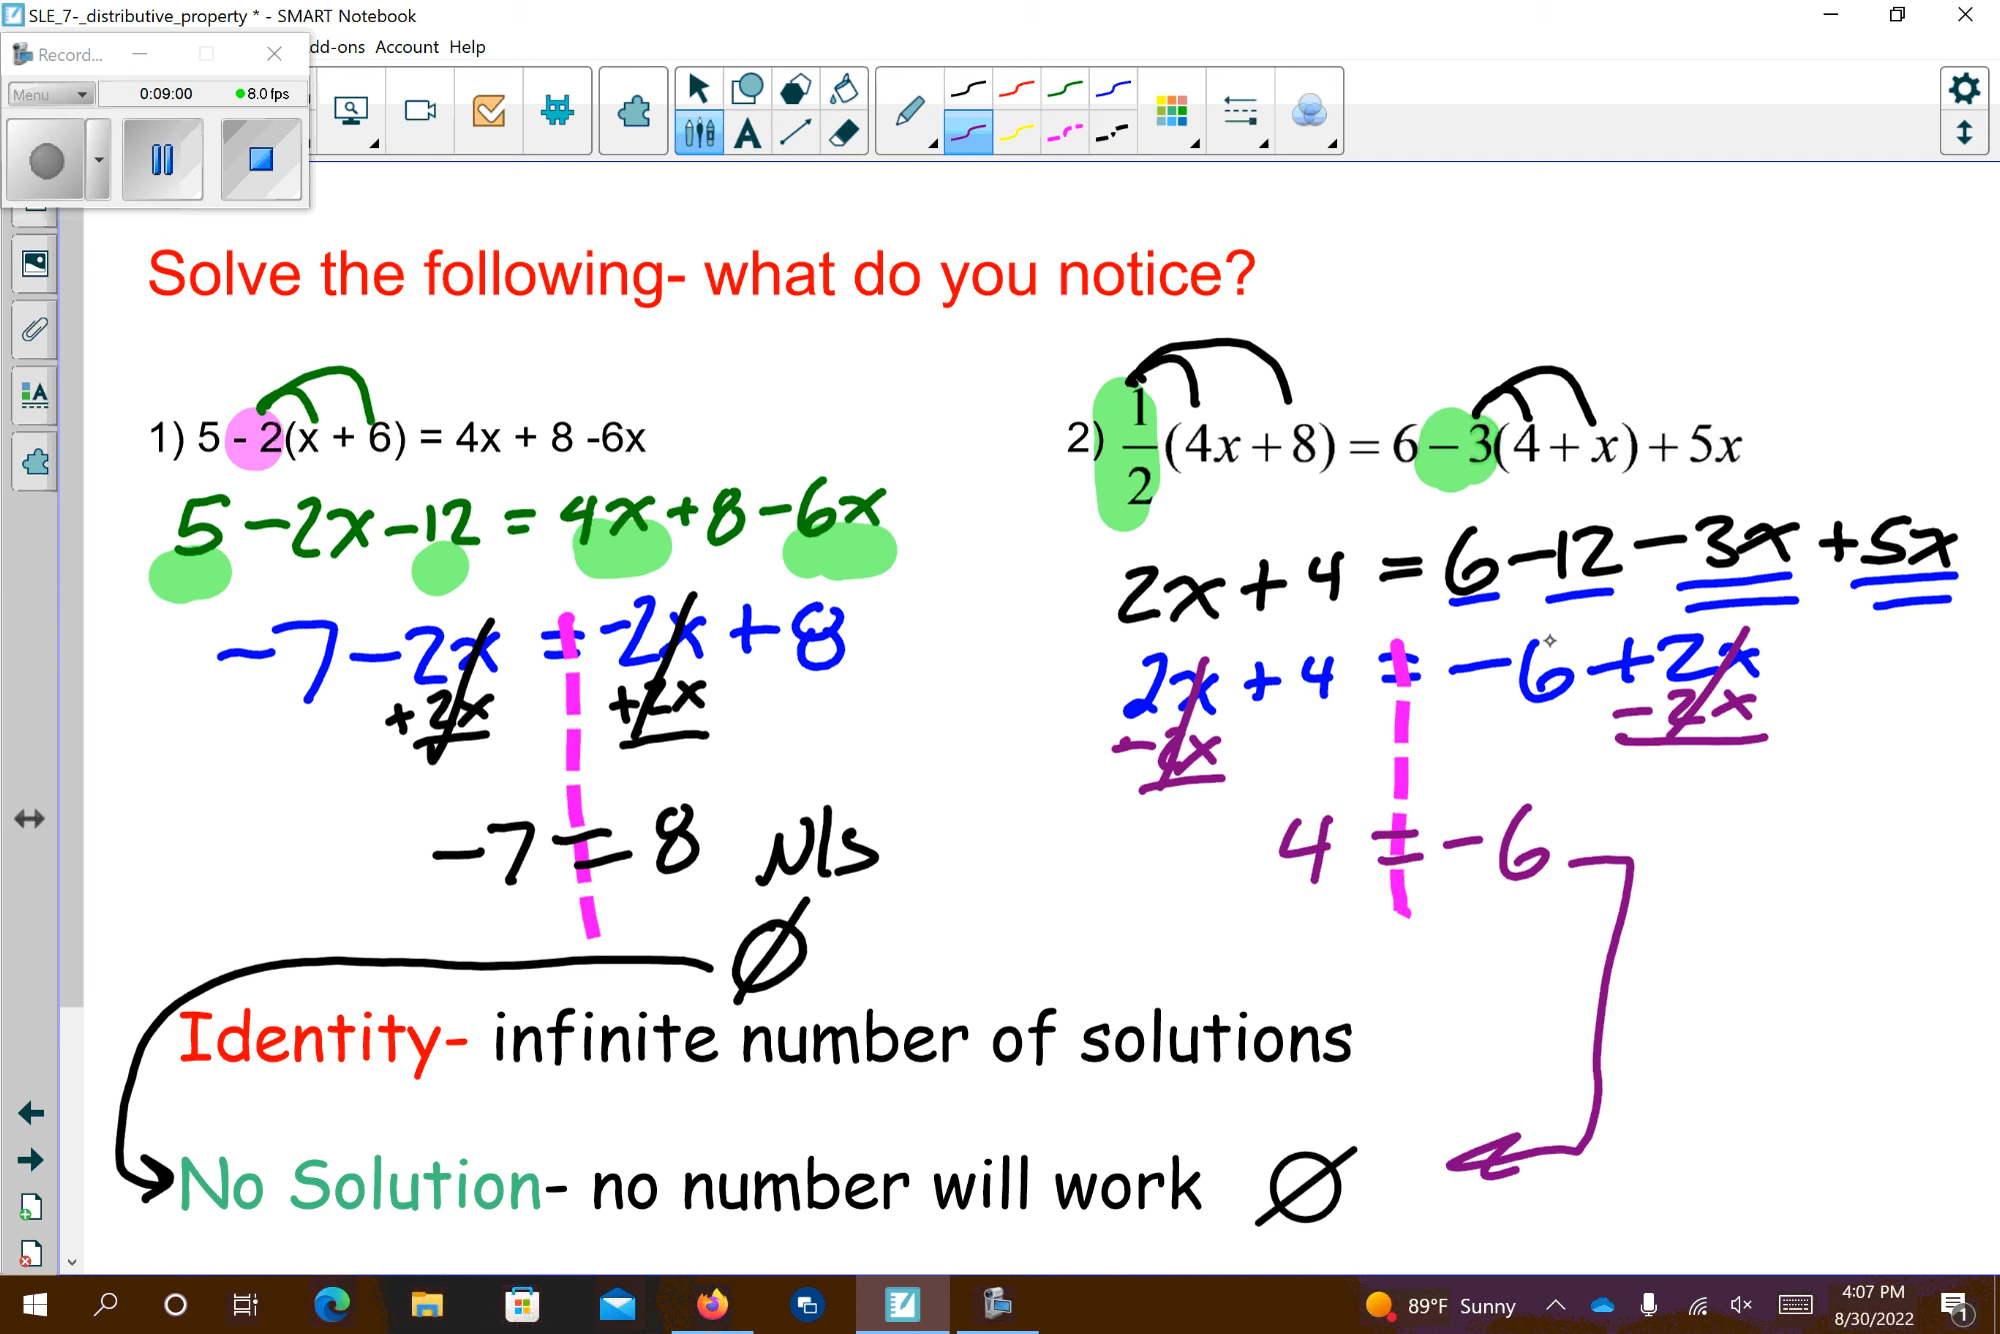 SLE_7-_distributive_property * - SMART Notebook
Record...
dd-ons Account Help
Menu 0:09:00 8.0 fps
Solve the following- what do you notice?
1) 5 - 2(x + 6) = 4x + 8 -6x
5 - 2x - 12 = 4x + 8 - 6x
-7 - 2x = -2x + 8
+2x +2x
-7 = 8 N/s
∅
2) 1/2 (4x + 8) = 6 - 3(4 + x) + 5x
2x + 4 = 6 - 12 - 3x + 5x
2x + 4 = -6 + 2x
-2x -2x
4 = -6
Identity- infinite number of solutions
No Solution- no number will work ∅
89°F Sunny
4:07 PM
8/30/2022
1